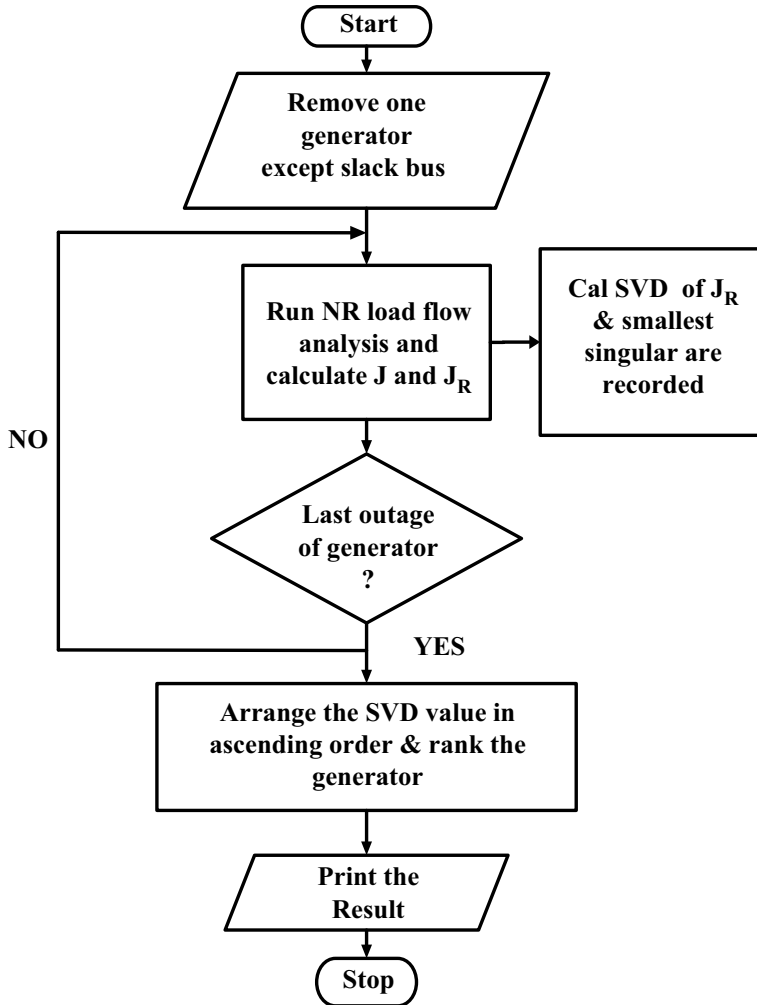 Start
Remove one
generator
except slack bus
Run NR load flow
analysis and
calculate J and J_R
Cal SVD of J_R
& smallest
singular are
recorded
NO
Last outage
of generator
?
YES
Arrange the SVD value in
ascending order & rank the
generator
Print the
Result
Stop